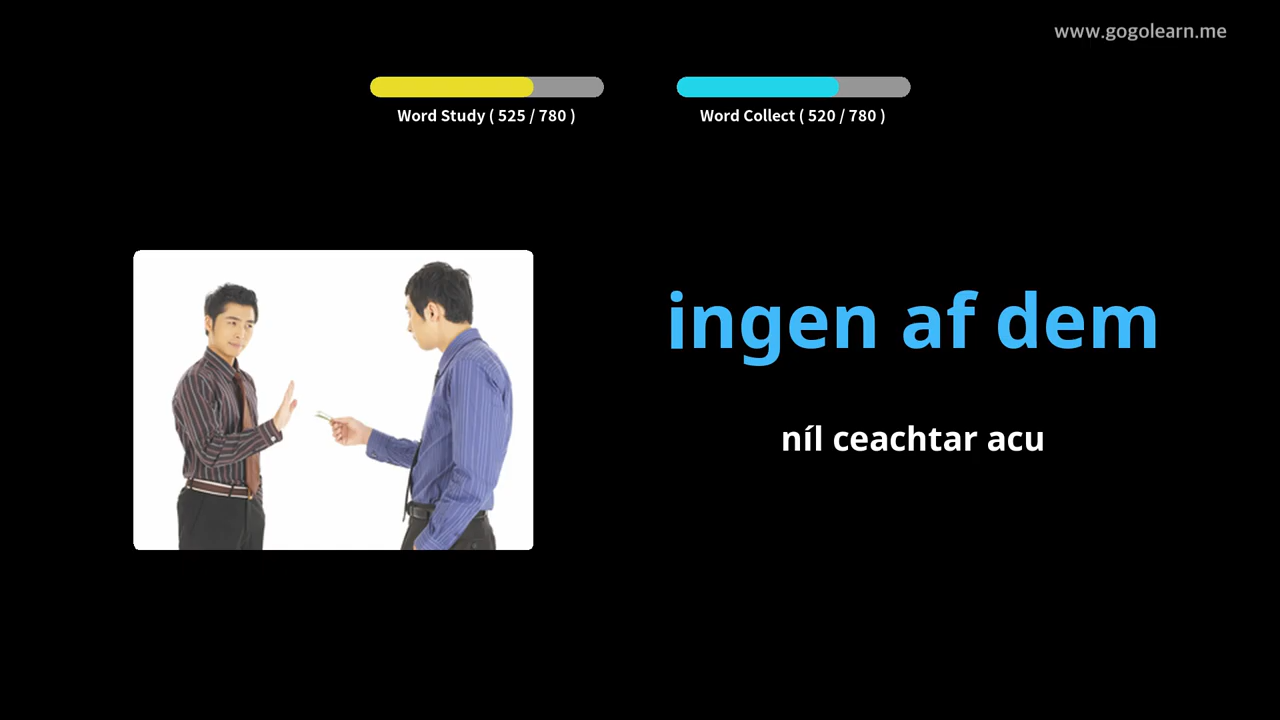 www.gogolearn.me
Word Study ( 525 / 780 )
Word Collect ( 520 / 780 )
ingen af dem
níl ceachtar acu